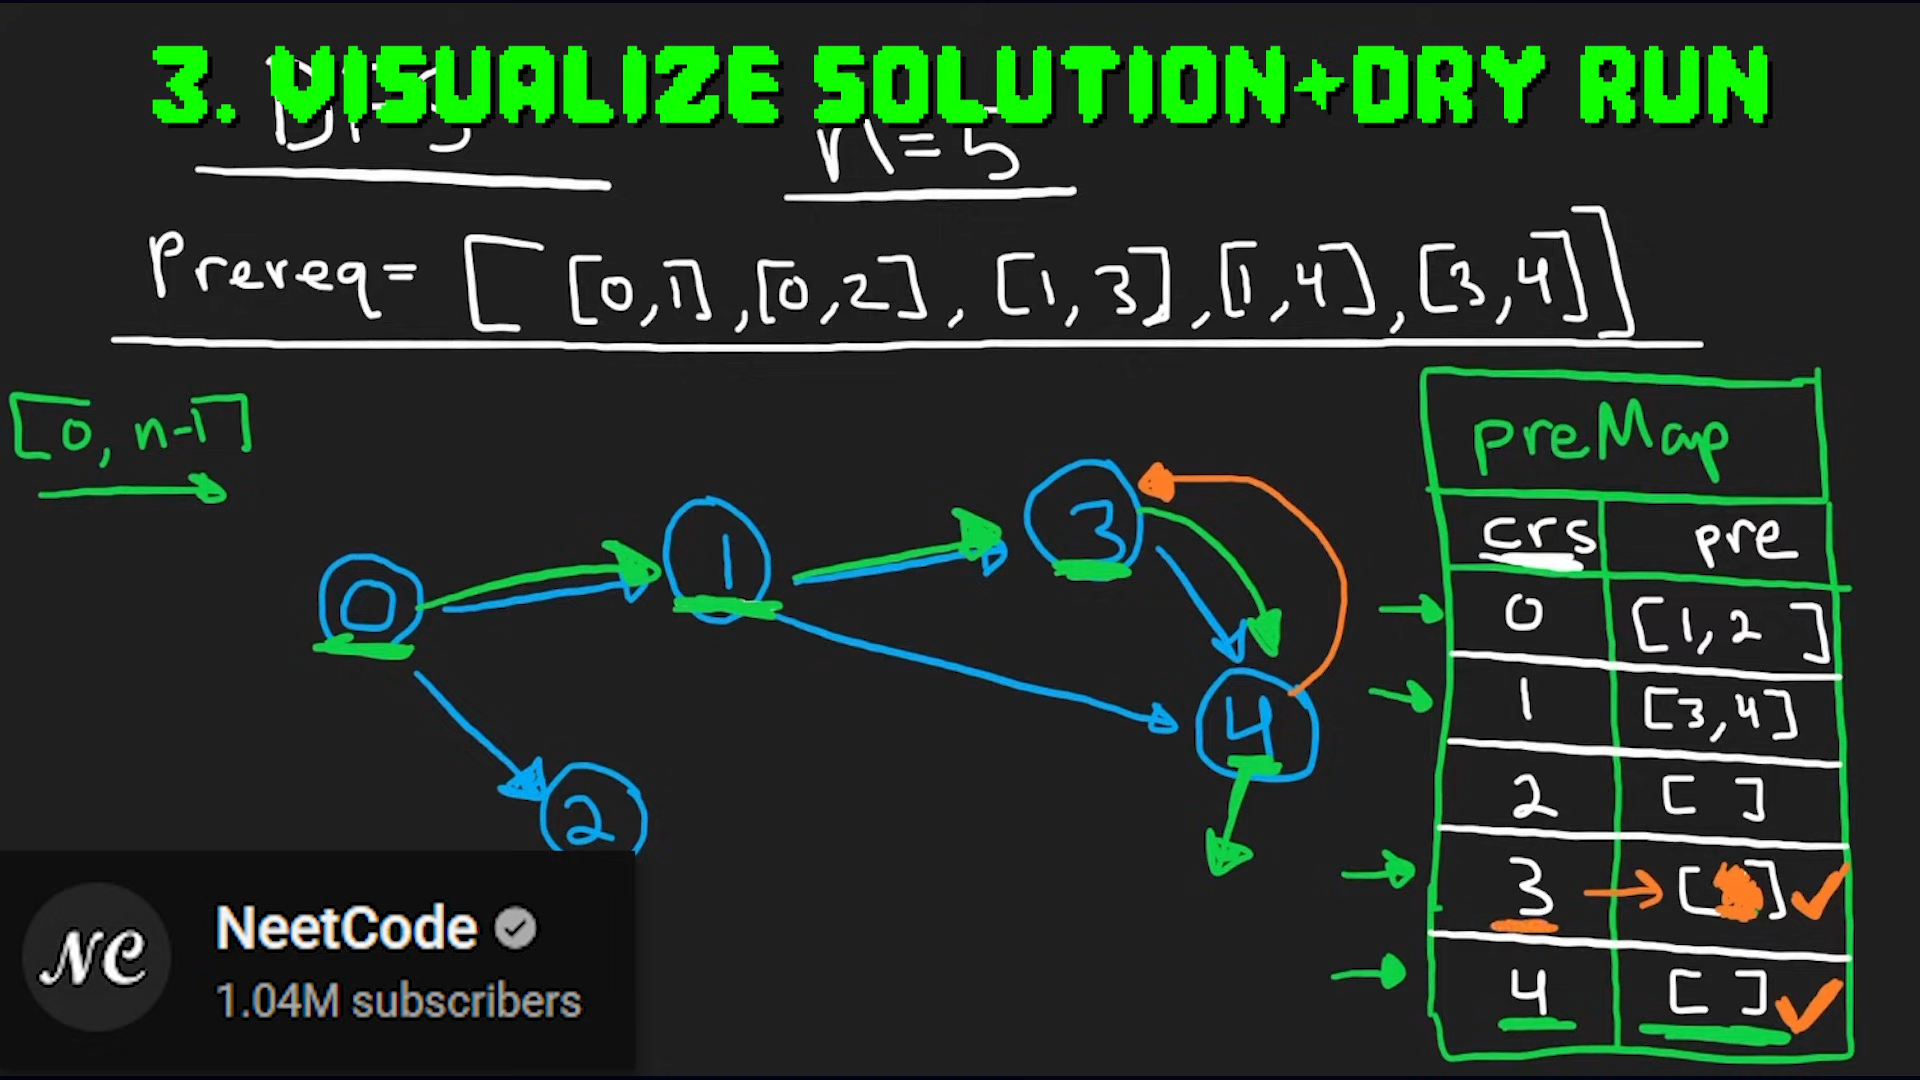 3. VISUALIZE SOLUTION+DRY RUN
n=5
Prereq= [ [0,1] ,[0,2] , [1,3] ,[1,4] ,[3,4]]
[0, n-1]
0
1
3
4
2
preMap
crs pre
0 [1,2 ]
1 [3,4]
2 [ ]
3 → [ ] ✓
4 [ ] ✓
NC
NeetCode
1.04M subscribers